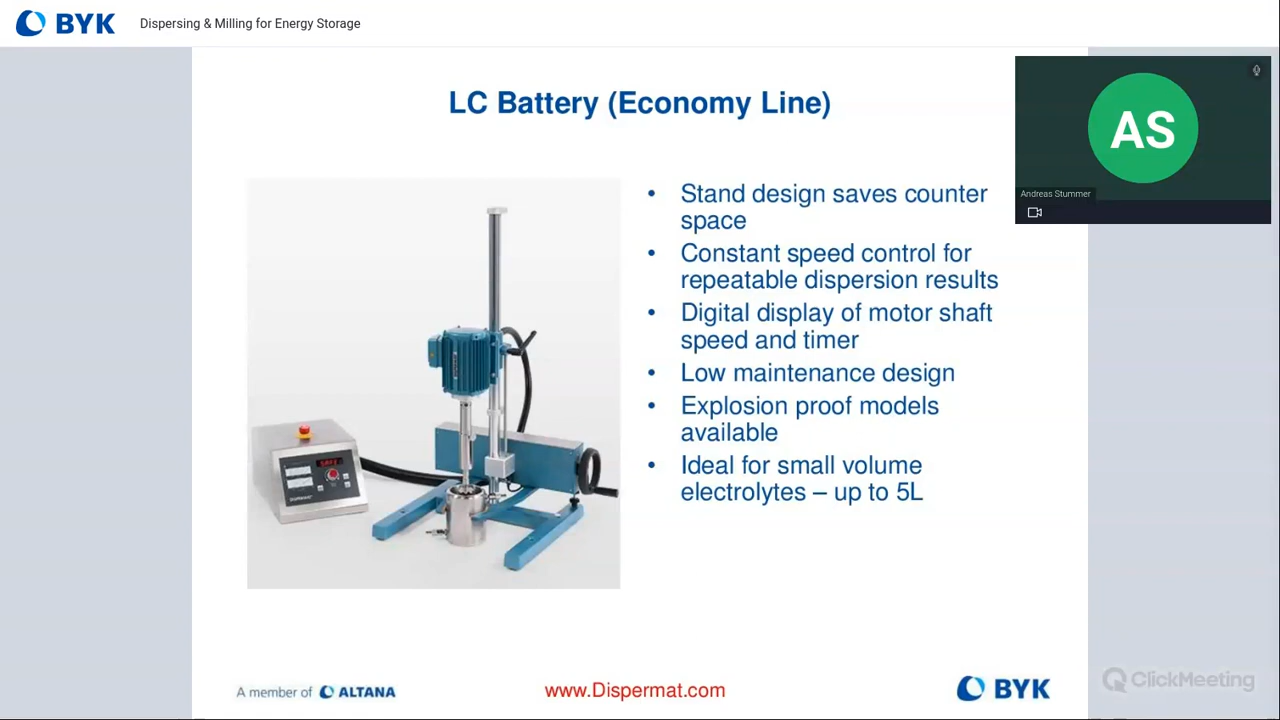 BYK
Dispersing & Milling for Energy Storage
LC Battery (Economy Line)
AS
Andreas Stummer
• Stand design saves counter
space
• Constant speed control for
repeatable dispersion results
• Digital display of motor shaft
speed and timer
• Low maintenance design
• Explosion proof models
available
• Ideal for small volume
electrolytes – up to 5L
A member of ALTANA
www.Dispermat.com
BYK
ClickMeeting